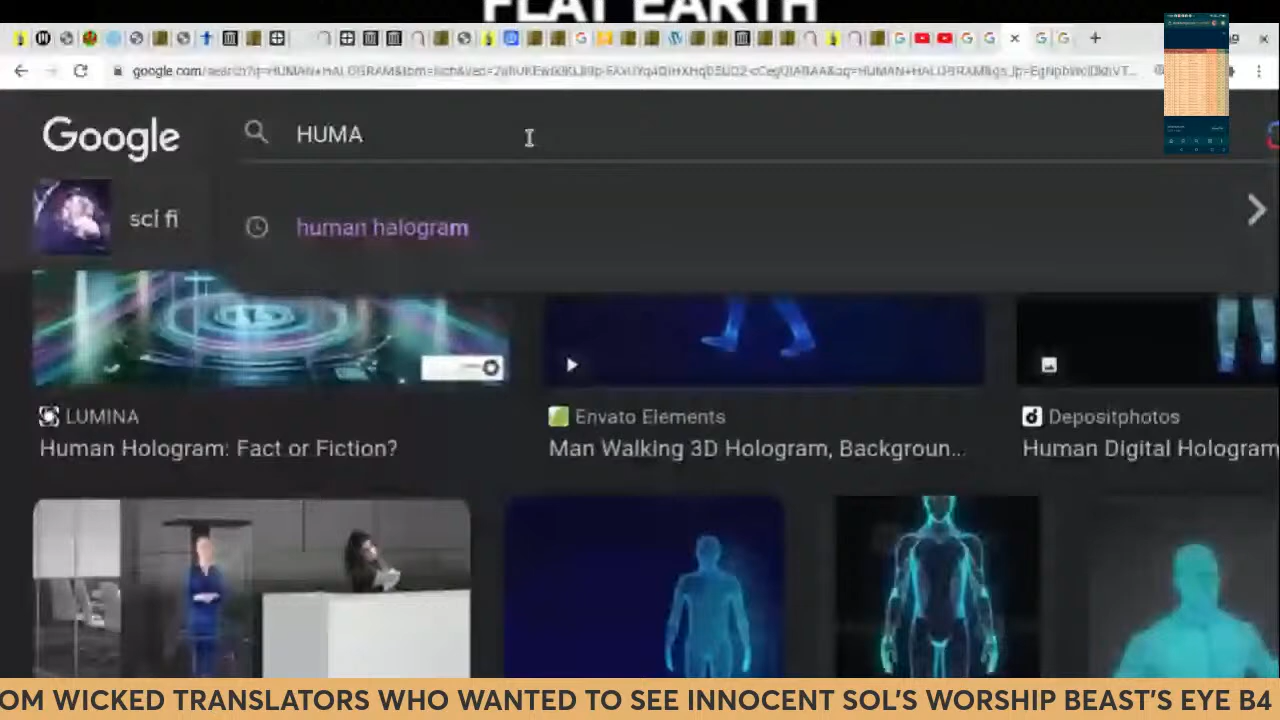 FLAT EARTH
Google
HUMA
sci fi
human halogram
LUMINA
Human Hologram: Fact or Fiction?
Envato Elements
Man Walking 3D Hologram, Backgroun...
Depositphotos
Human Digital Hologram
OM WICKED TRANSLATORS WHO WANTED TO SEE INNOCENT SOL'S WORSHIP BEAST'S EYE B4